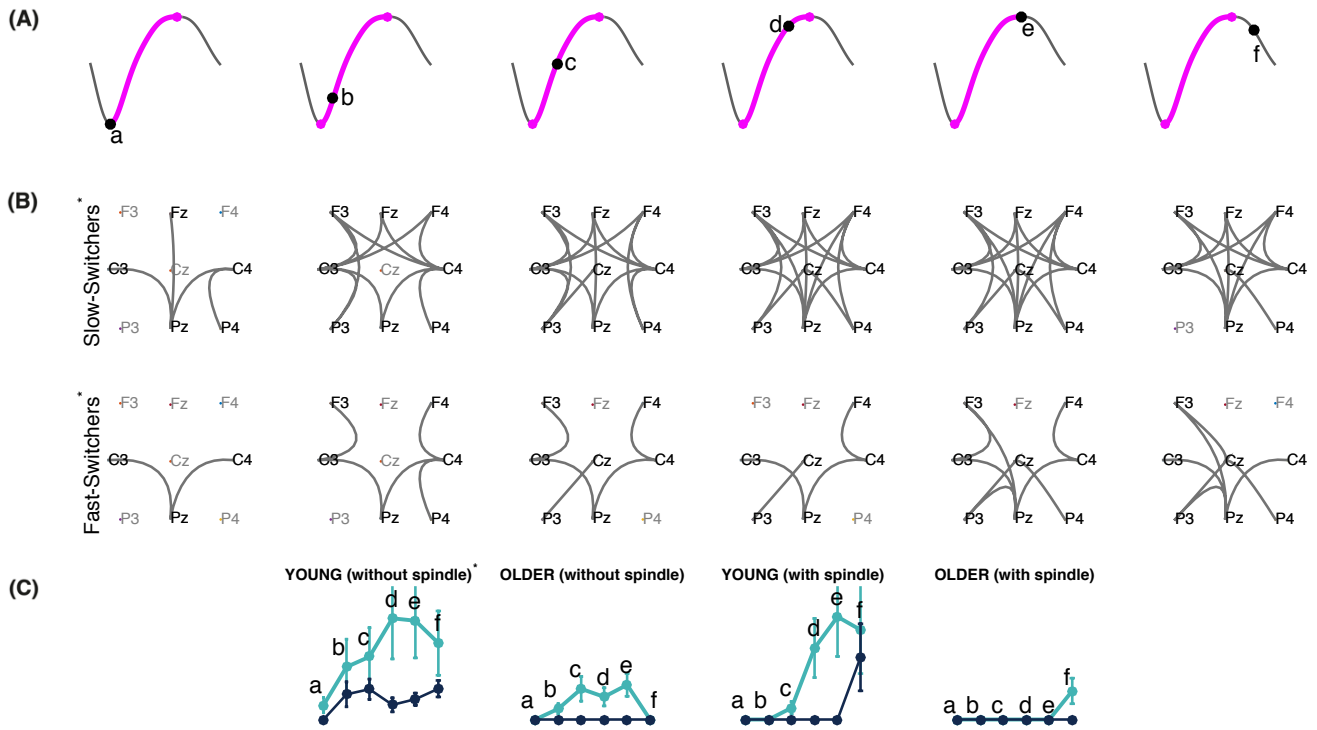 (A)
a
b
c
d
e
f
(B)
Slow-Switchers*
F3 Fz F4
C3 Cz C4
P3 Pz P4
F3 Fz F4
C3 Cz C4
P3 Pz P4
F3 Fz F4
C3 Cz C4
P3 Pz P4
F3 Fz F4
C3 Cz C4
P3 Pz P4
F3 Fz F4
C3 Cz C4
P3 Pz P4
F3 Fz F4
C3 Cz C4
P3 Pz P4
Fast-Switchers*
F3 Fz F4
C3 Cz C4
P3 Pz P4
F3 Fz F4
C3 Cz C4
P3 Pz P4
F3 Fz F4
C3 Cz C4
P3 Pz P4
F3 Fz F4
C3 Cz C4
P3 Pz P4
F3 Fz F4
C3 Cz C4
P3 Pz P4
F3 Fz F4
C3 Cz C4
P3 Pz P4
(C)
YOUNG (without spindle)*
a b c d e f
OLDER (without spindle)
a b c d e f
YOUNG (with spindle)
a b c d e f
OLDER (with spindle)
a b c d e f